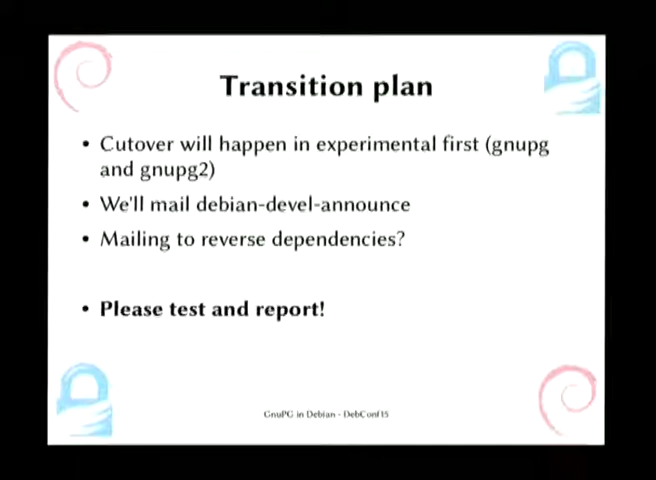 Transition plan
• Cutover will happen in experimental first (gnupg
and gnupg2)
• We'll mail debian-devel-announce
• Mailing to reverse dependencies?
• Please test and report!
GnuPG in Debian - DebConf15